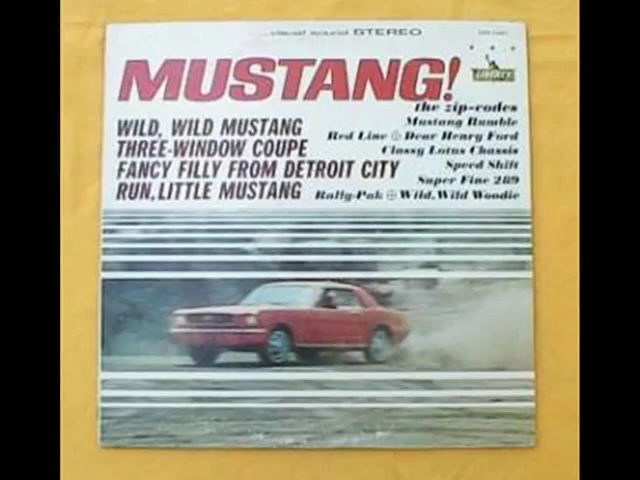 visual sound STEREO
MUSTANG!
LIBERTY
the zip-codes
WILD, WILD MUSTANG
THREE-WINDOW COUPE
FANCY FILLY FROM DETROIT CITY
RUN, LITTLE MUSTANG
Mustang Rumble
Red Line ⊕ Dear Henry Ford
Classy Lotus Chassis
Speed Shift
Super Fine 289
Rally-Pak ⊕ Wild, Wild Woodie